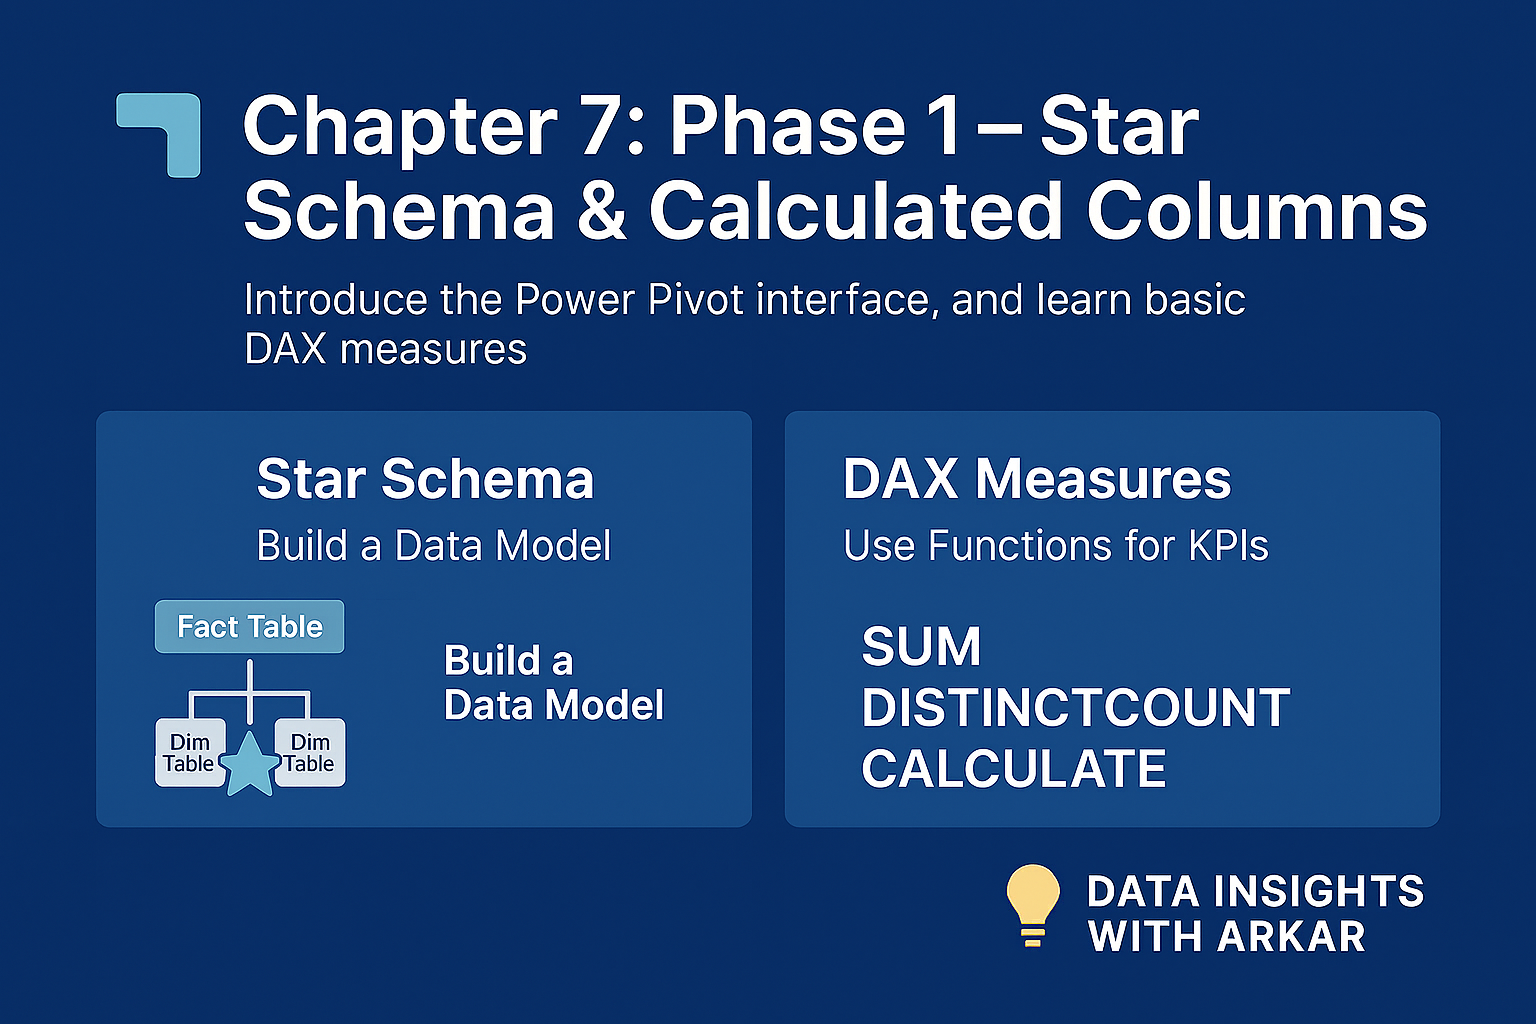 Chapter 7: Phase 1 – Star
Schema & Calculated Columns
Introduce the Power Pivot interface, and learn basic
DAX measures
Star Schema
Build a Data Model
Fact Table
Dim
Table
Dim
Table
Build a
Data Model
DAX Measures
Use Functions for KPIs
SUM
DISTINCTCOUNT
CALCULATE
DATA INSIGHTS
WITH ARKAR